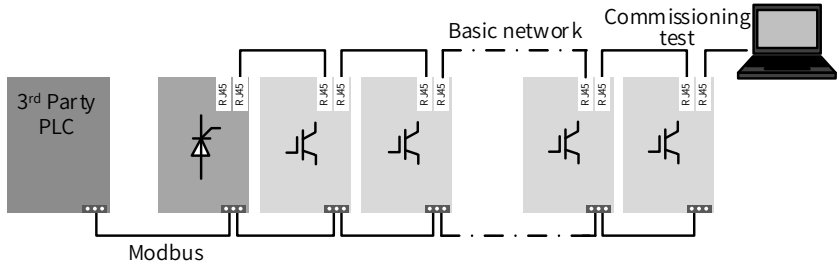 Commissioning
test
Basic network
3rd Party
PLC
RJ45
RJ45
RJ45
RJ45
RJ45
RJ45
RJ45
RJ45
RJ45
RJ45
Modbus